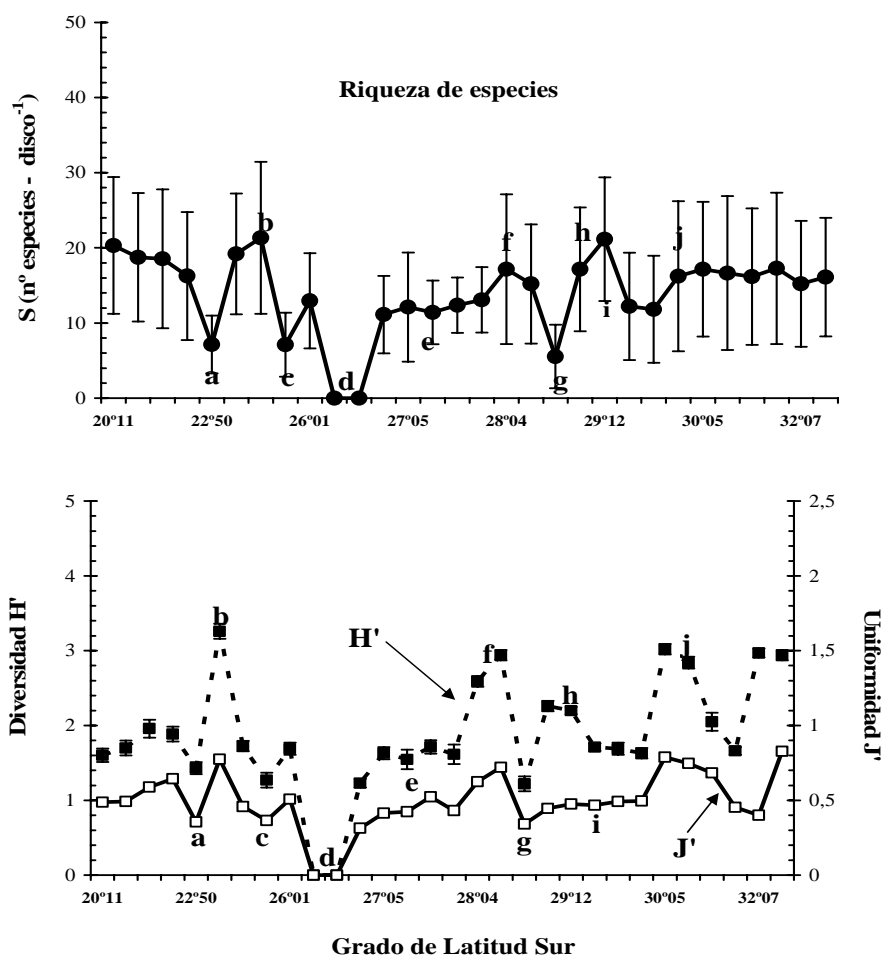 50
40
30
20
10
0
S (nº especies - disco-1)
Riqueza de especies
a
b
c
d
e
f
g
h
i
j
20º11
22º50
26º01
27º05
28º04
29º12
30º05
32º07
5
4
3
2
1
0
Diversidad H'
2,5
2
1,5
1
0,5
0
Uniformidad J'
H'
J'
a
b
c
d
e
f
g
h
i
j
20º11
22º50
26º01
27º05
28º04
29º12
30º05
32º07
Grado de Latitud Sur